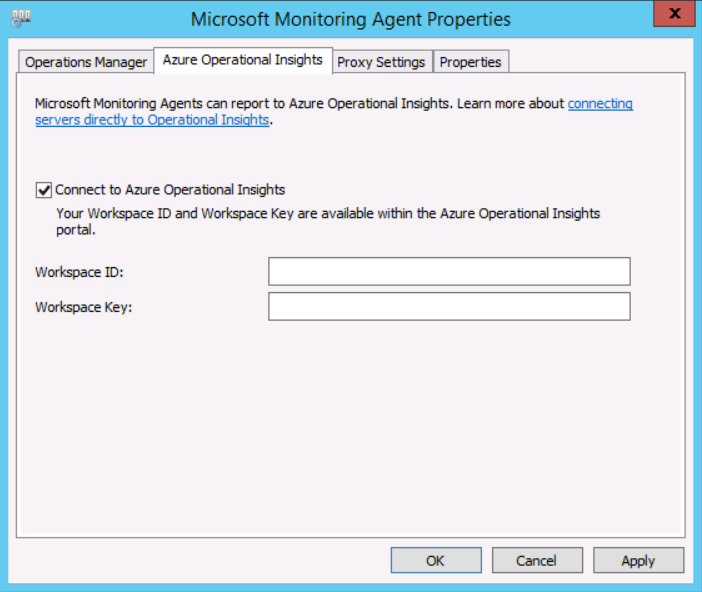 Microsoft Monitoring Agent Properties
x
Operations Manager
Azure Operational Insights
Proxy Settings
Properties
Microsoft Monitoring Agents can report to Azure Operational Insights. Learn more about connecting
servers directly to Operational Insights.
Connect to Azure Operational Insights
Your Workspace ID and Workspace Key are available within the Azure Operational Insights
portal.
Workspace ID:
Workspace Key:
OK
Cancel
Apply